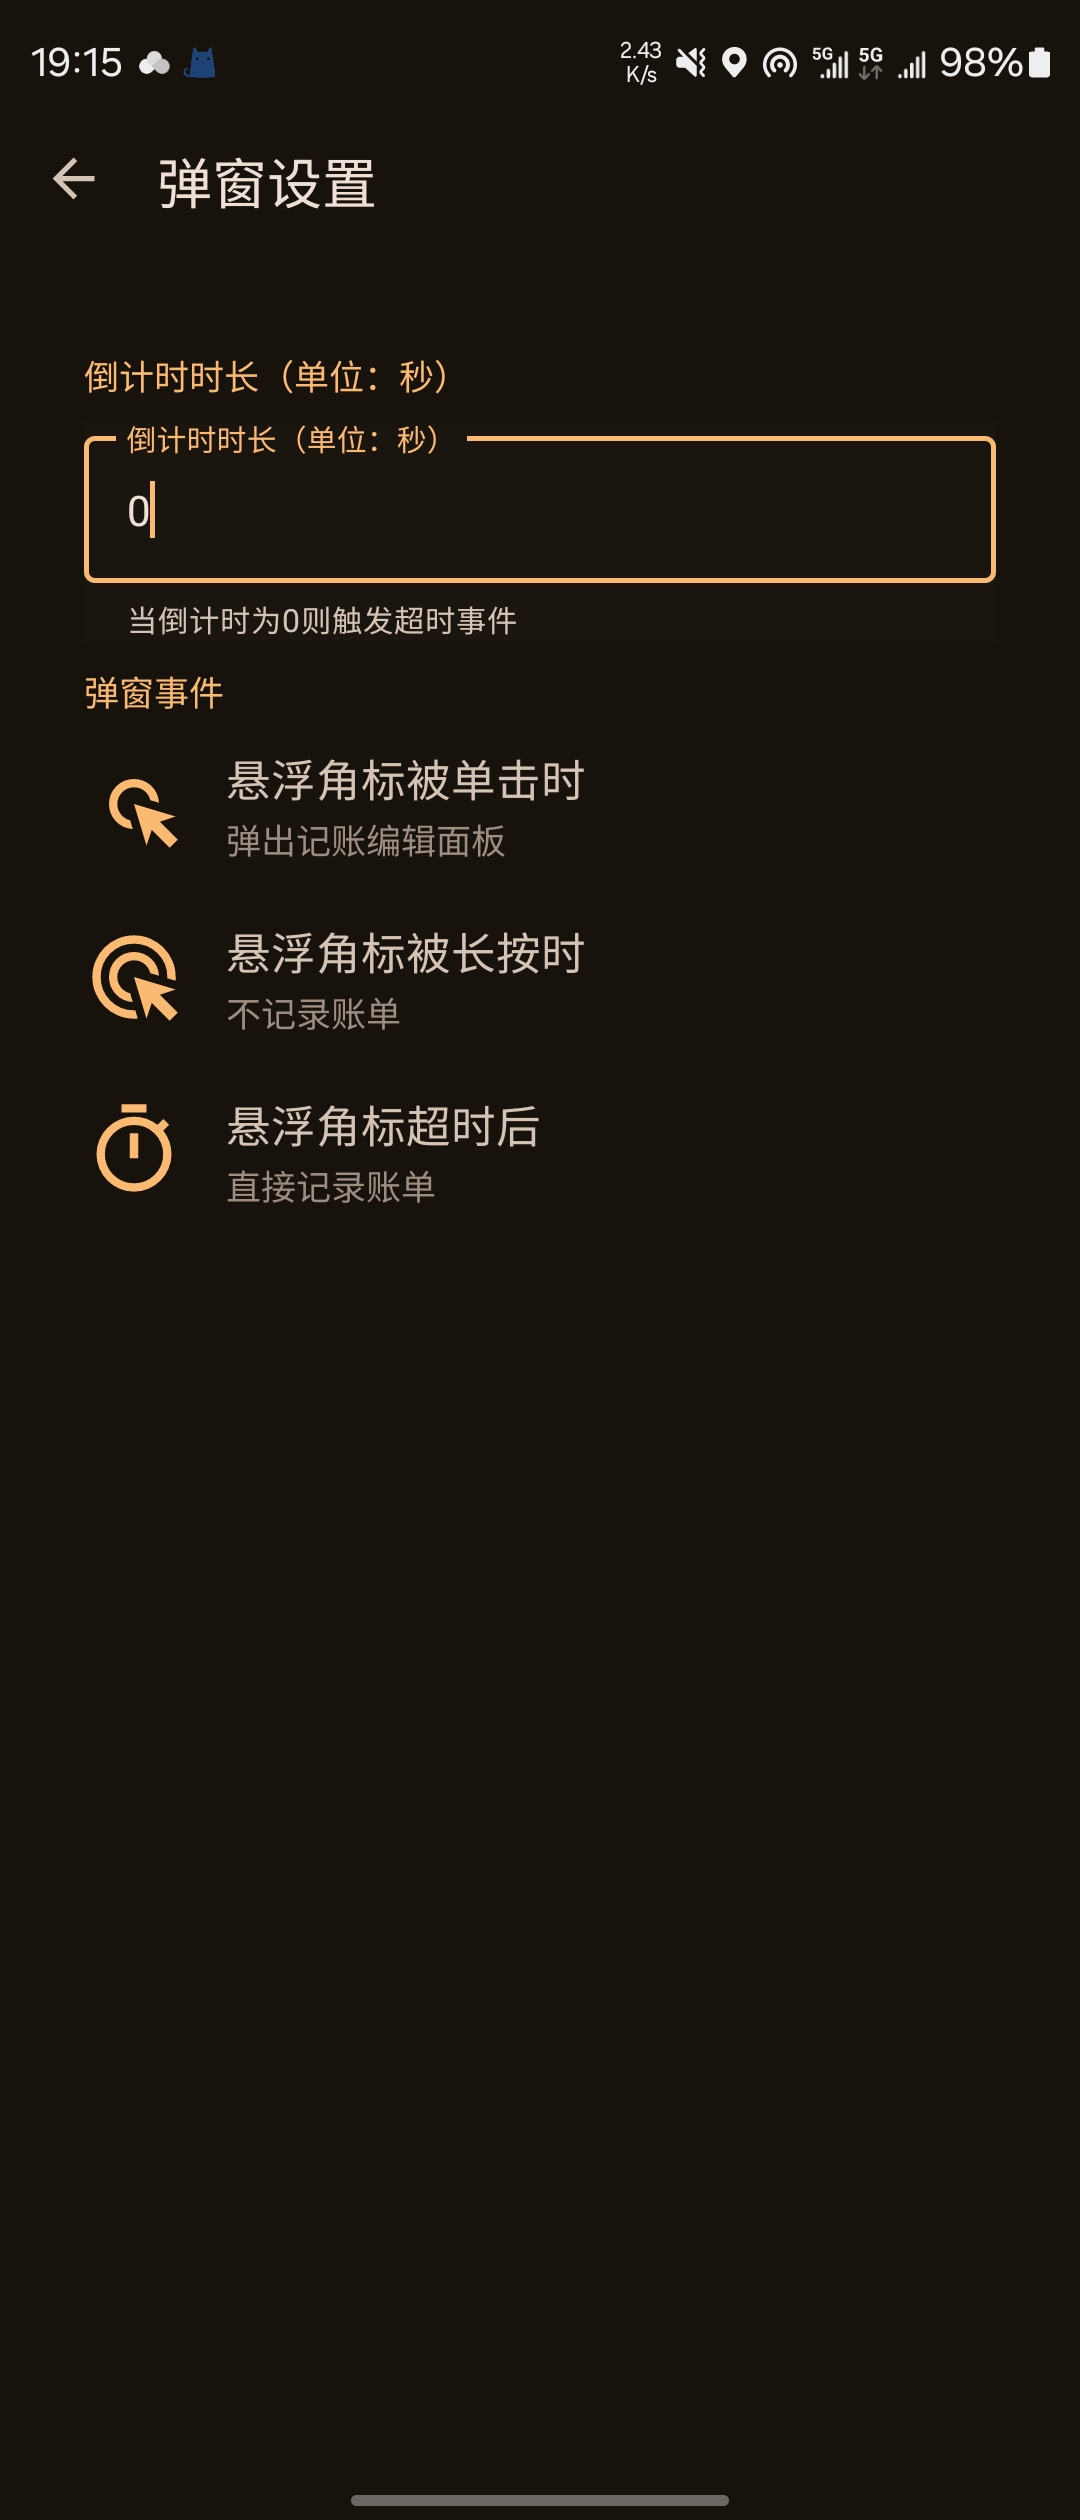 19:15
2.43
K/s
5G
5G
98%
弹窗设置
倒计时时长（单位：秒）
倒计时时长（单位：秒）
0
当倒计时为0则触发超时事件
弹窗事件
悬浮角标被单击时
弹出记账编辑面板
悬浮角标被长按时
不记录账单
悬浮角标超时后
直接记录账单